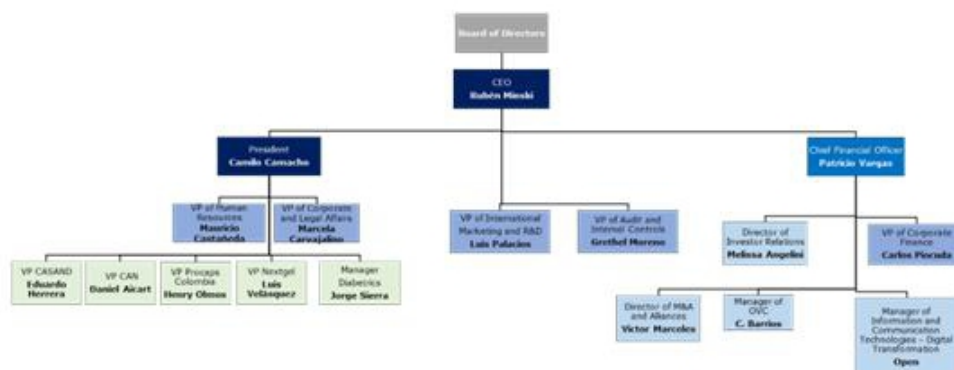 Board of Directors
CEO
Rubén Minski
President
Camilo Camacho
Chief Financial Officer
Patricio Vargas
VP of Human
Resources
Mauricio
Castañeda
VP of Corporate
and Legal Affairs
Marcela
Carvajalino
VP of International
Marketing and R&D
Luis Palacios
VP of Audit and
Internal Controls
Grethel Moreno
Director of
Investor Relations
Melissa Angelini
VP of Corporate
Finance
Carlos Piocuda
VP CASAND
Eduardo
Herrera
VP CAN
Daniel Aicart
VP Procaps
Colombia
Henry Olmos
VP Nextgel
Luis
Velásquez
Manager
Diabetrics
Jorge Sierra
Director of M&A
and Alliances
Victor Marceles
Manager of
OVC
C. Barrios
Manager of
Information and
Communication
Technologies – Digital
Transformation
Open